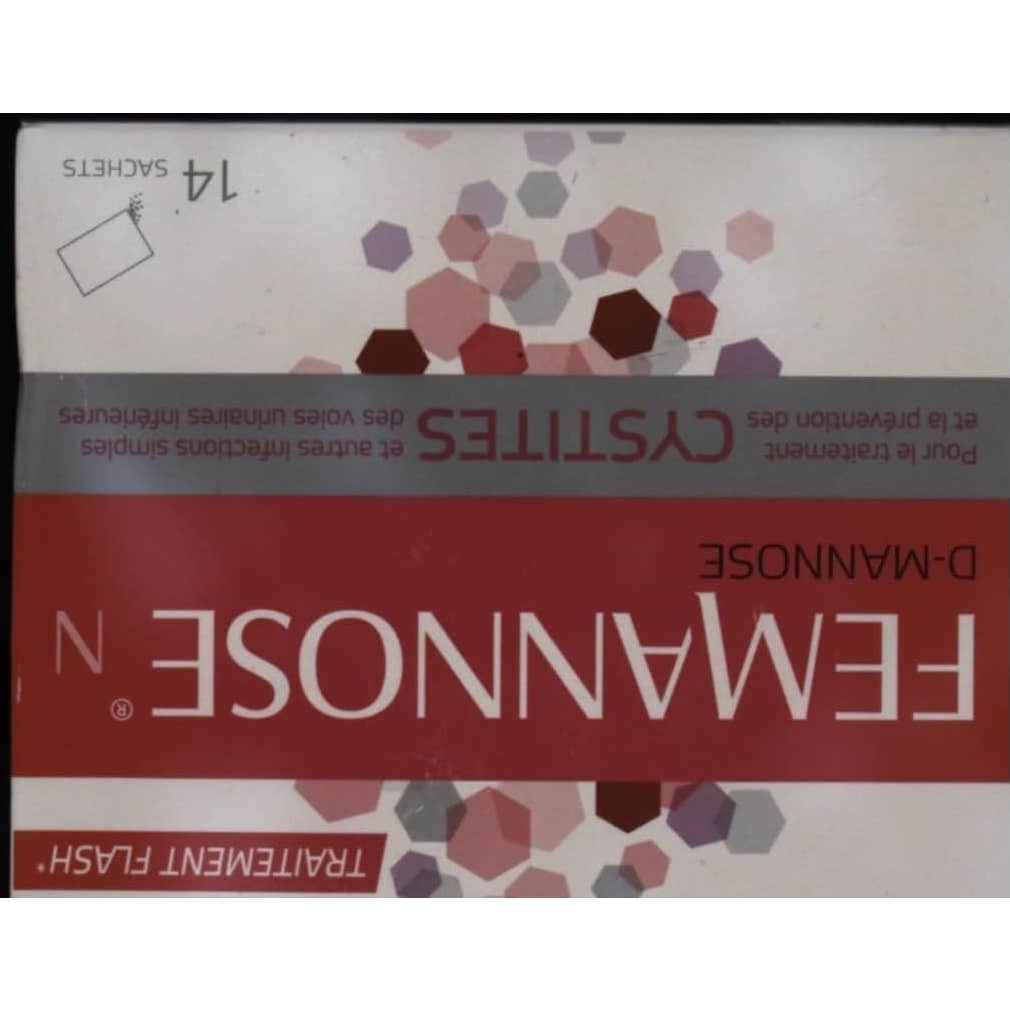 TRAITEMENT FLASH*
FEMANNOSE® N
D-MANNOSE
Pour le traitement
et la prévention des
CYSTITES
et autres infections simples
des voies urinaires inférieures
14
SACHETS